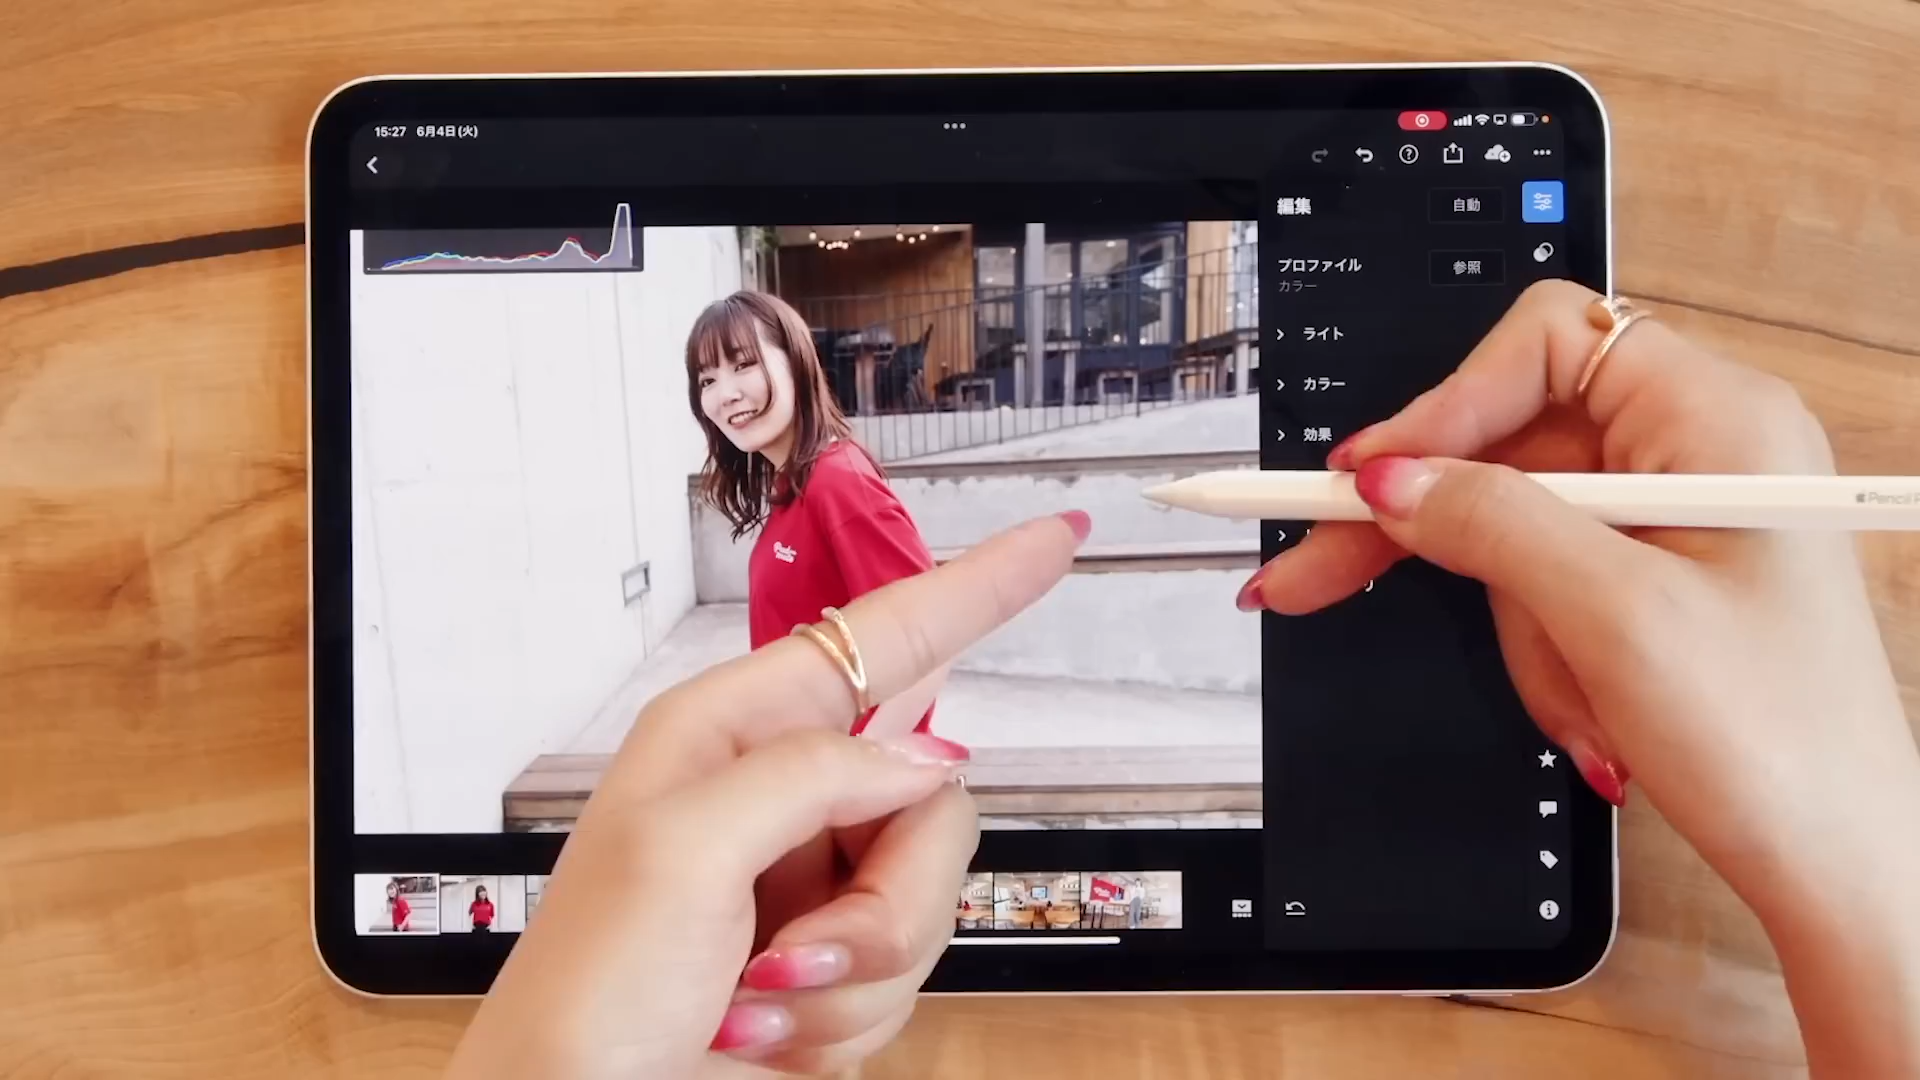 15:27 6月4日(火)
編集
自動
プロファイル
参照
カラー
ライト
カラー
効果
Pencil